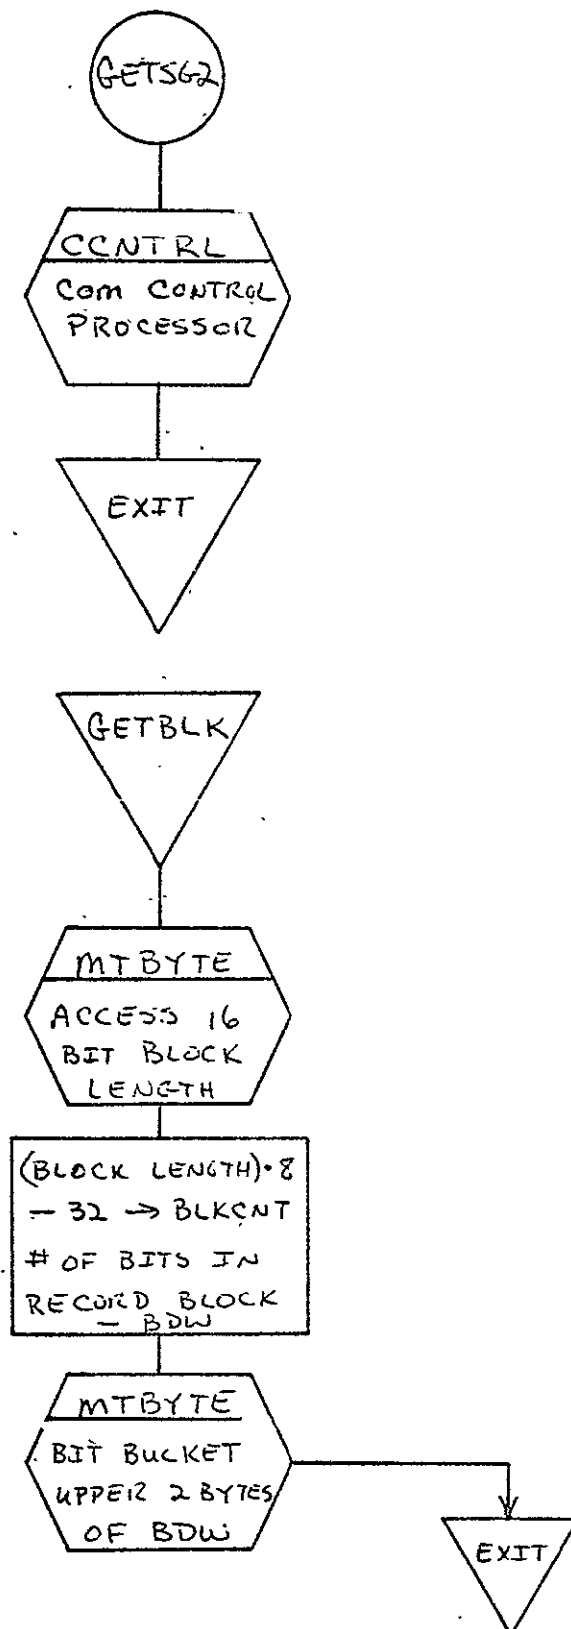 GETSG2
CCNTRL
COM CONTROL
PROCESSOR
EXIT
GETBLK
MTBYTE
ACCESS 16
BIT BLOCK
LENGTH
(BLOCK LENGTH)·8
- 32 → BLKCNT
# OF BITS IN
RECORD BLOCK
- BDW
MTBYTE
BIT BUCKET
UPPER 2 BYTES
OF BDW
EXIT